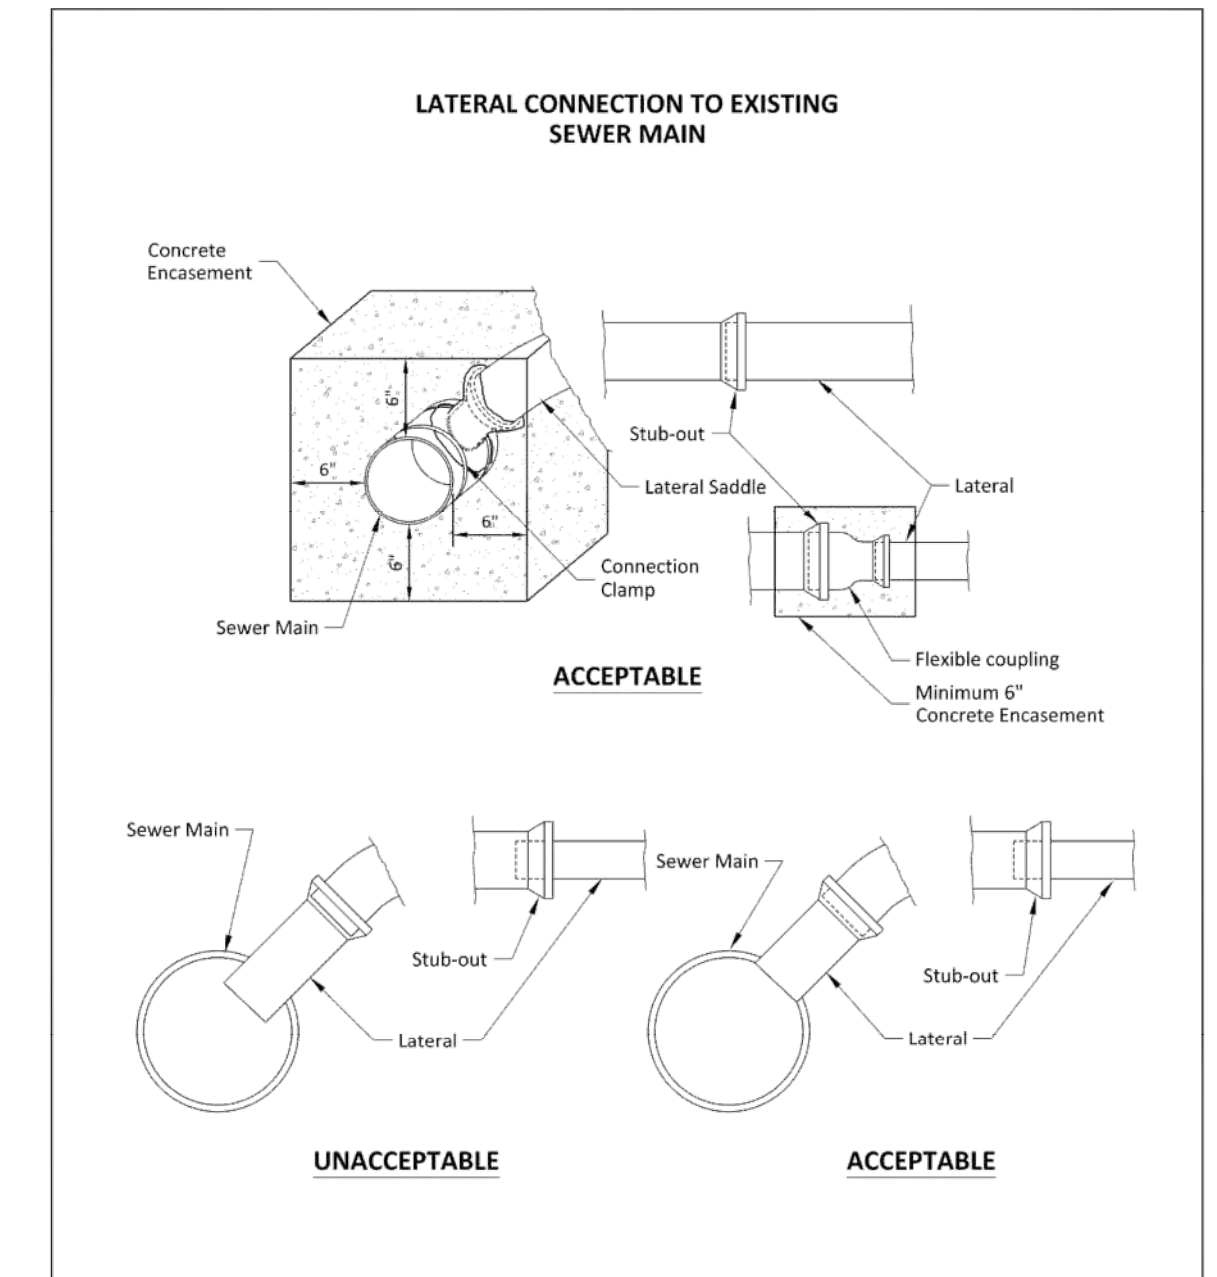 LATERAL CONNECTION TO EXISTING
SEWER MAIN
Concrete
Encasement
6"
6"
6"
6"
Stub-out
Lateral Saddle
Lateral
Connection
Clamp
Sewer Main
Flexible coupling
Minimum 6"
Concrete Encasement
ACCEPTABLE
Sewer Main
Stub-out
Lateral
UNACCEPTABLE
Sewer Main
Stub-out
Lateral
ACCEPTABLE